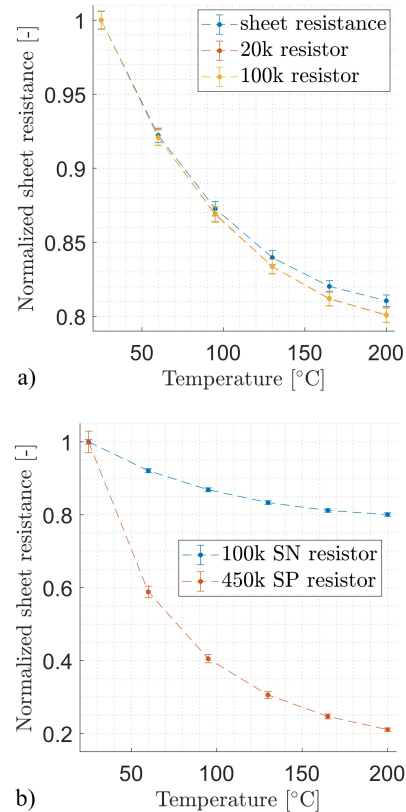 Normalized sheet resistance [-]
1
0.95
0.9
0.85
0.8
sheet resistance
20k resistor
100k resistor
50
100
150
200
Temperature [°C]
a)
Normalized sheet resistance [-]
1
0.8
0.6
0.4
0.2
100k SN resistor
450k SP resistor
50
100
150
200
Temperature [°C]
b)